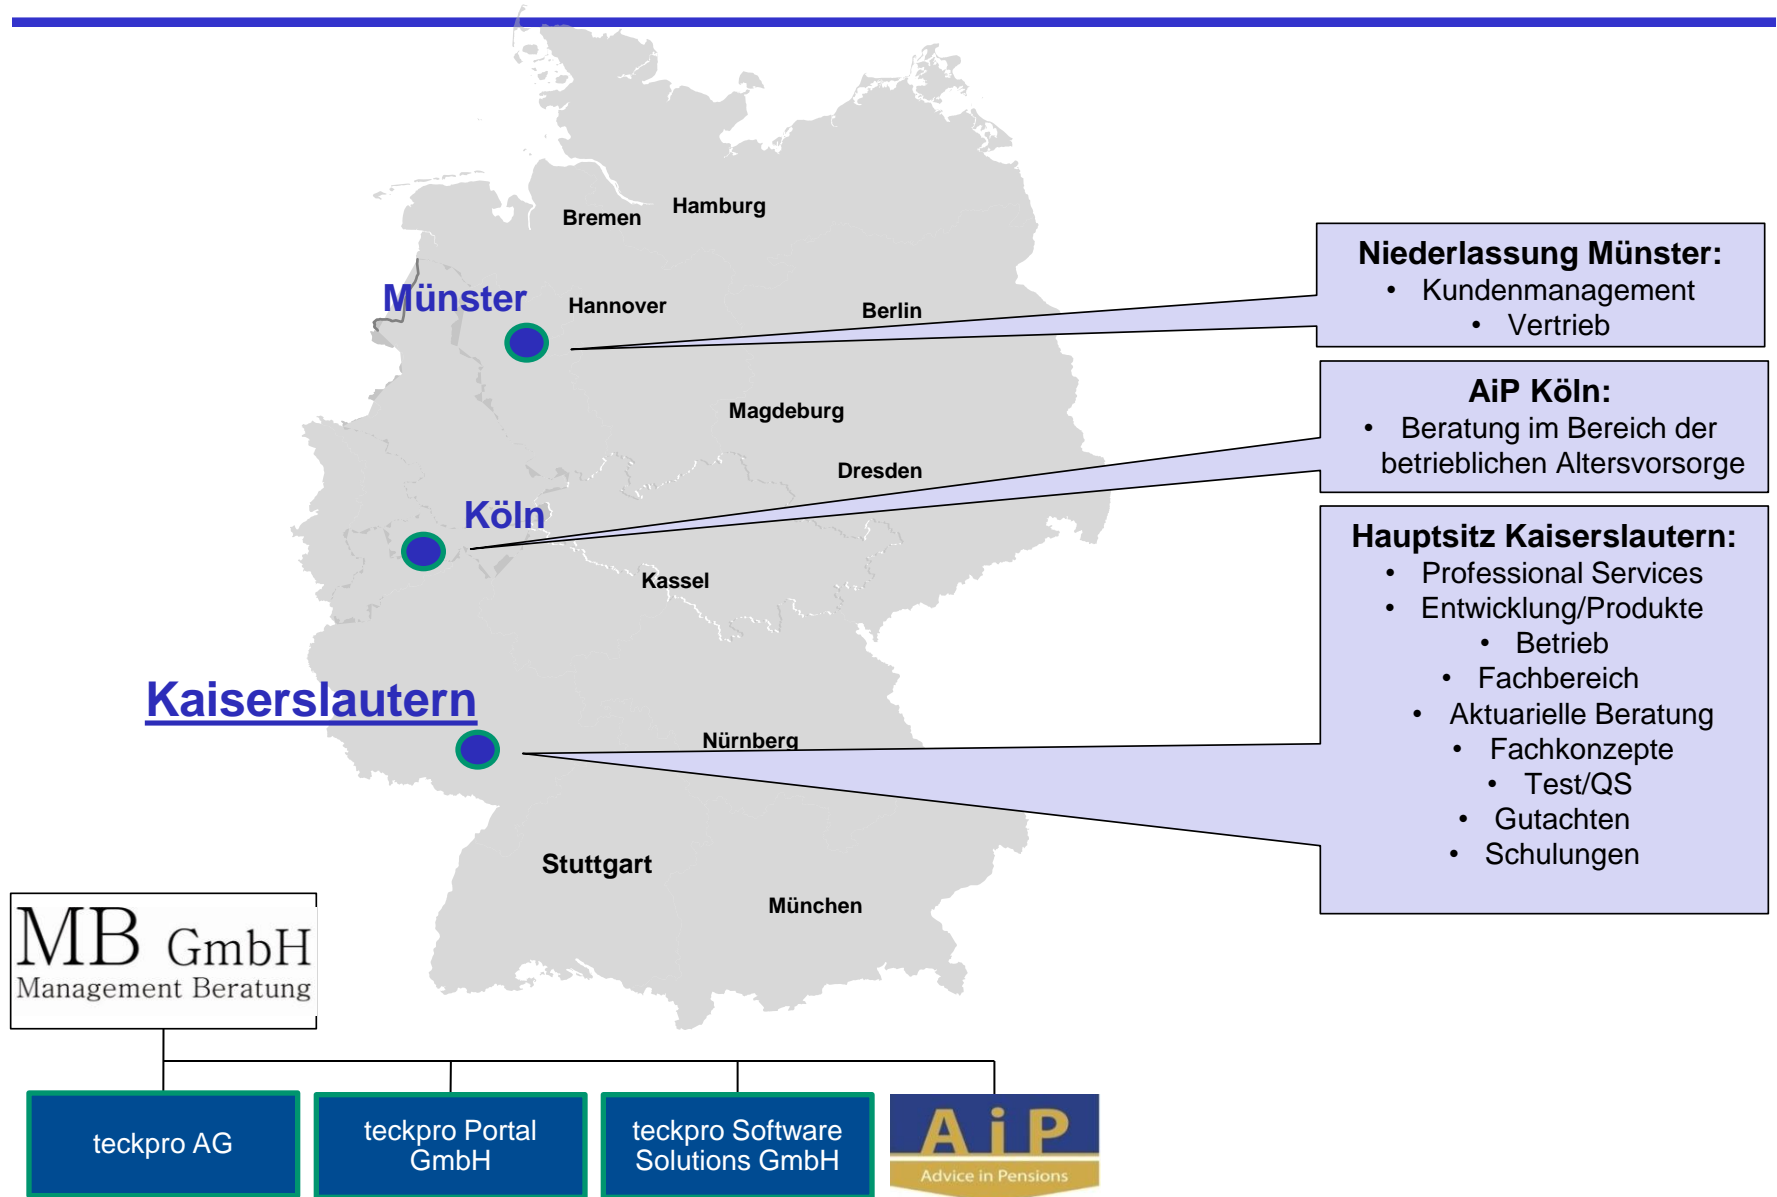 Bremen
Hamburg
Münster
Hannover
Berlin
Magdeburg
Dresden
Köln
Kassel
Kaiserslautern
Nürnberg
Stuttgart
München
Niederlassung Münster:
• Kundenmanagement
• Vertrieb
AiP Köln:
• Beratung im Bereich der
betrieblichen Altersvorsorge
Hauptsitz Kaiserslautern:
• Professional Services
• Entwicklung/Produkte
• Betrieb
• Fachbereich
• Aktuarielle Beratung
• Fachkonzepte
• Test/QS
• Gutachten
• Schulungen
MB GmbH
Management Beratung
teckpro AG
teckpro Portal
GmbH
teckpro Software
Solutions GmbH
AiP
Advice in Pensions